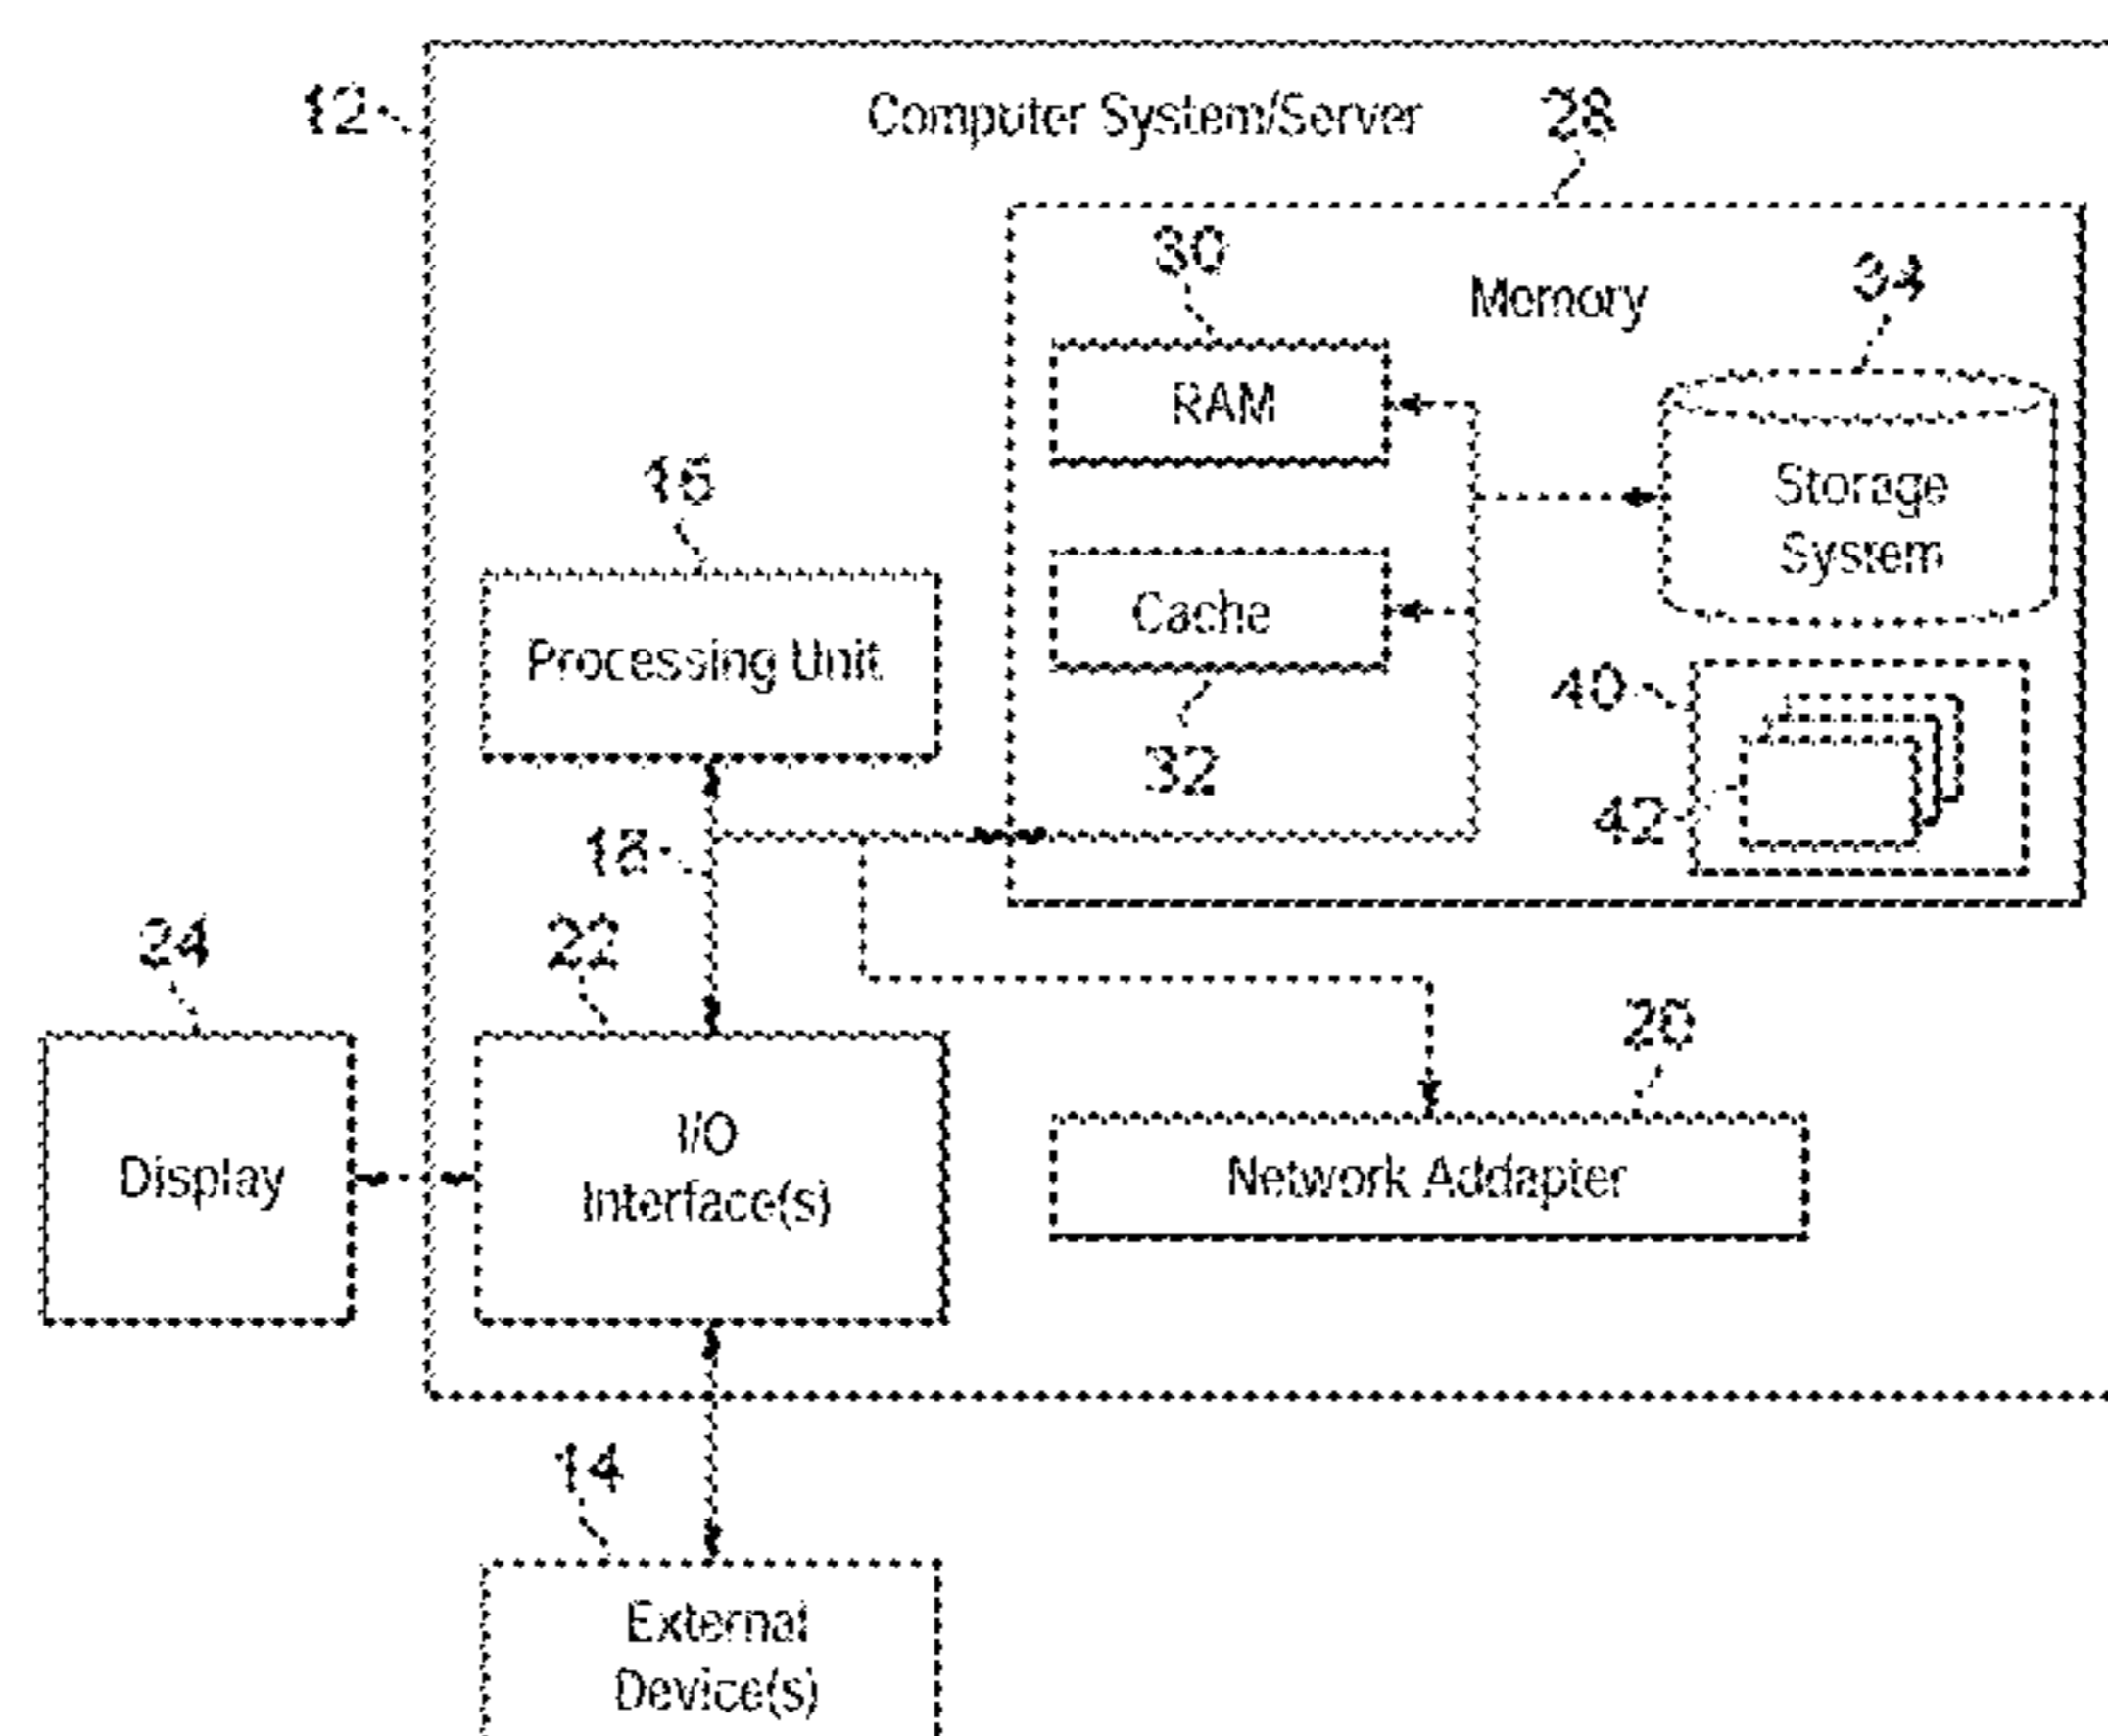 12
Computer System/Server
28
30
Memory
34
RAM
16
Storage
System
Cache
Processing Unit
40
32
42
18
24
22
20
I/O
Interface(s)
Display
Network Addapter
14
External
Device(s)